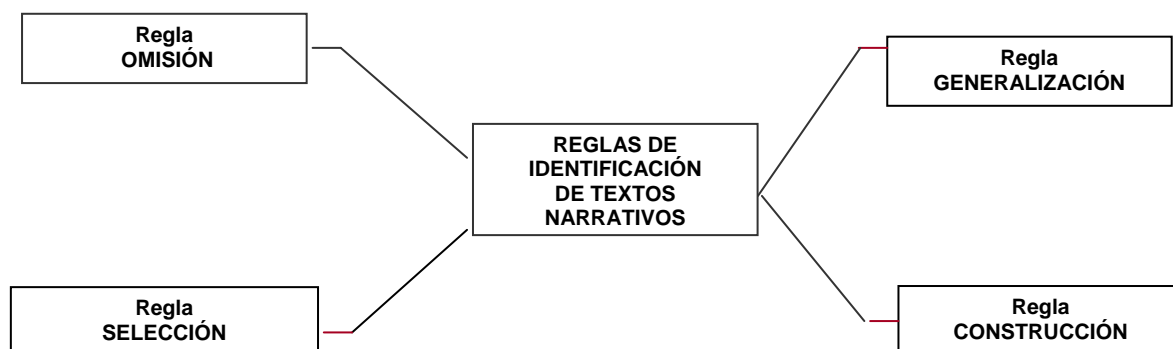 Regla
OMISIÓN
Regla
GENERALIZACIÓN
REGLAS DE
IDENTIFICACIÓN
DE TEXTOS
NARRATIVOS
Regla
SELECCIÓN
Regla
CONSTRUCCIÓN